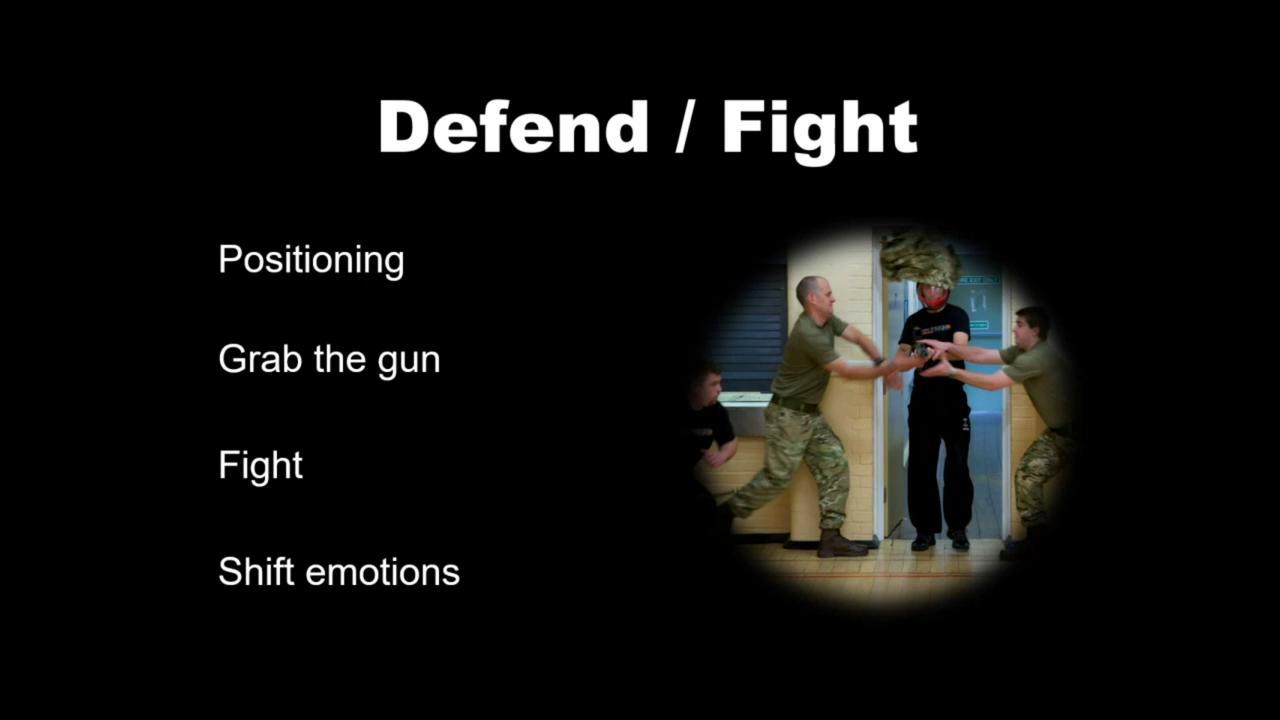 Defend / Fight
Positioning
Grab the gun
Fight
Shift emotions